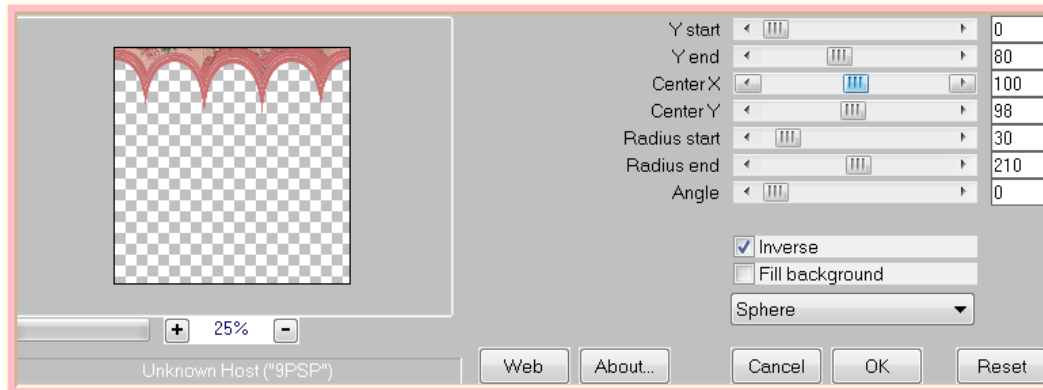 Y start 0
Y end 80
Center X 100
Center Y 98
Radius start 30
Radius end 210
Angle 0
Inverse
Fill background
Sphere
+ 25% -
Unknown Host ("9PSP")
Web About... Cancel OK Reset